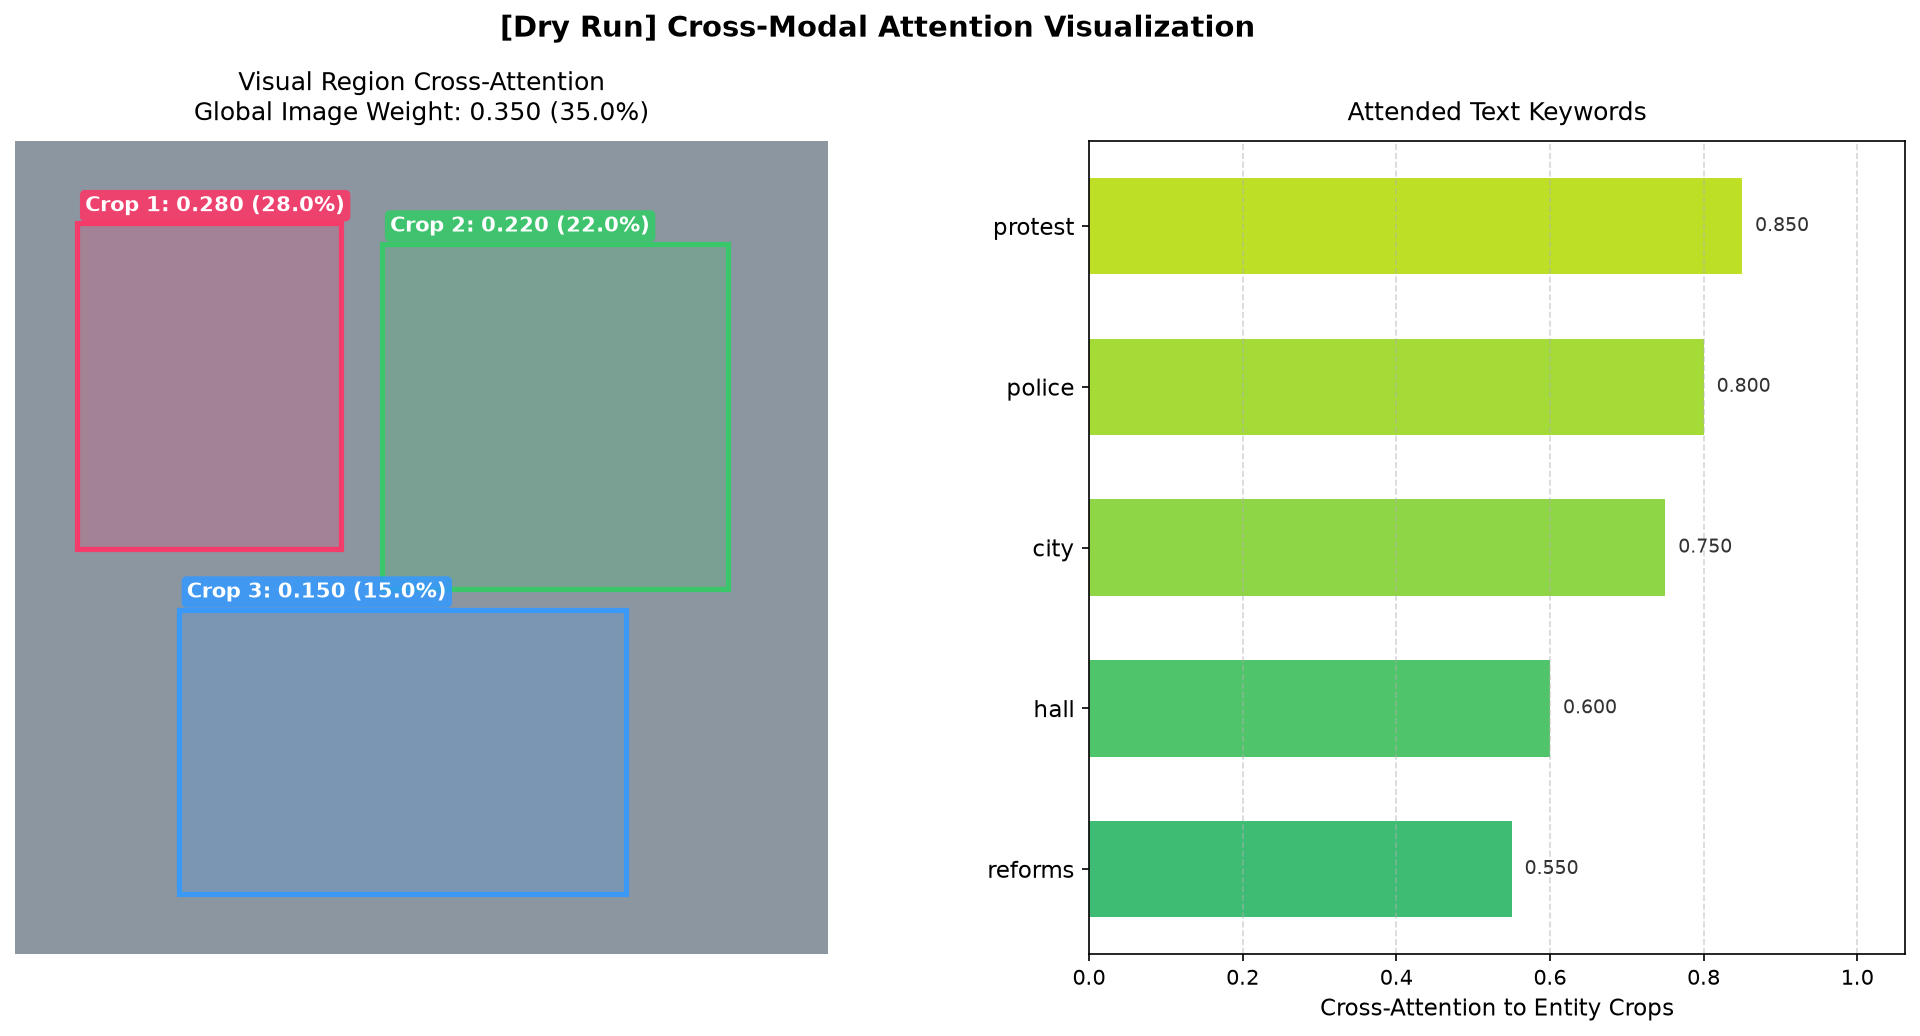 [Dry Run] Cross-Modal Attention Visualization
Visual Region Cross-Attention
Global Image Weight: 0.350 (35.0%)
Crop 1: 0.280 (28.0%)
Crop 2: 0.220 (22.0%)
Crop 3: 0.150 (15.0%)
Attended Text Keywords
protest 0.850
police 0.800
city 0.750
hall 0.600
reforms 0.550
0.0 0.2 0.4 0.6 0.8 1.0
Cross-Attention to Entity Crops